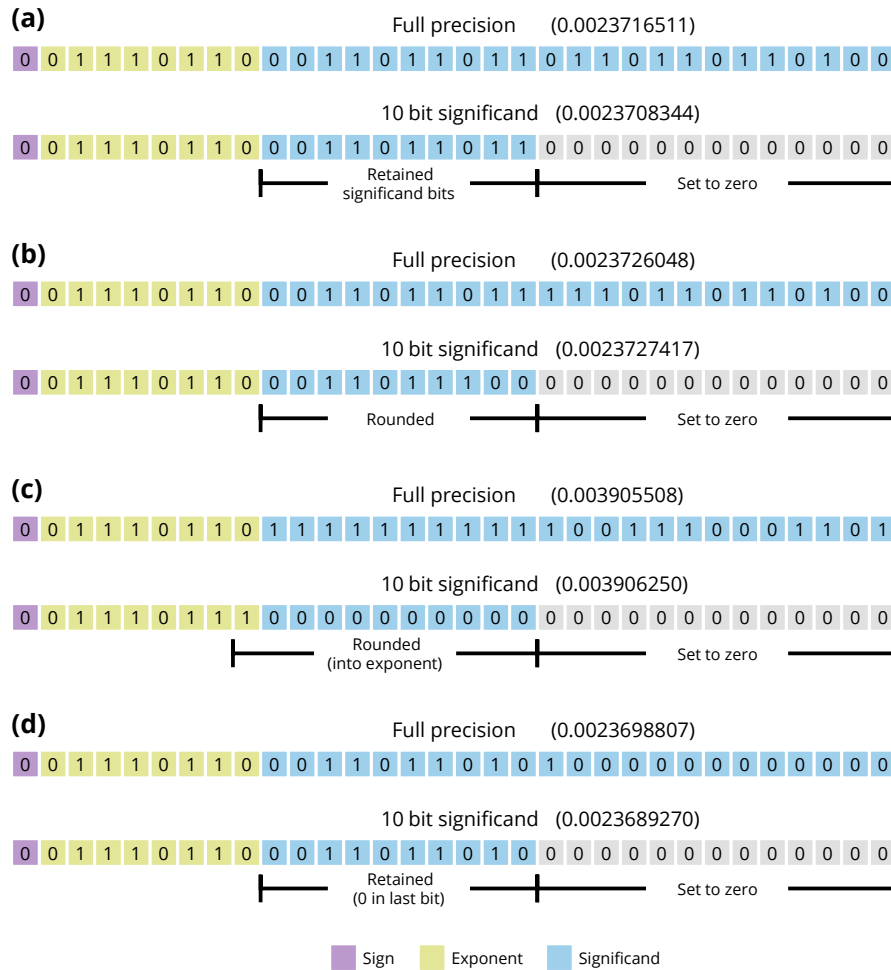 (a)
Full precision (0.0023716511)
0 0 1 1 1 0 1 1 0 0 0 1 1 0 1 1 0 1 1 0 1 1 0 1 1 0 1 1 0 1 0 0
10 bit significand (0.0023708344)
0 0 1 1 1 0 1 1 0 0 0 1 1 0 1 1 0 1 1 0 0 0 0 0 0 0 0 0 0 0 0 0
Retained
significand bits
Set to zero
(b)
Full precision (0.0023726048)
0 0 1 1 1 0 1 1 0 0 0 1 1 0 1 1 0 1 1 1 1 1 0 1 1 0 1 1 0 1 0 0
10 bit significand (0.0023727417)
0 0 1 1 1 0 1 1 0 0 0 1 1 0 1 1 1 0 0 0 0 0 0 0 0 0 0 0 0 0 0 0
Rounded Set to zero
(c)
Full precision (0.003905508)
0 0 1 1 1 0 1 1 0 1 1 1 1 1 1 1 1 1 1 1 0 0 1 1 1 0 0 0 1 1 0 1
10 bit significand (0.003906250)
0 0 1 1 1 0 1 1 1 0 0 0 0 0 0 0 0 0 0 0 0 0 0 0 0 0 0 0 0 0 0 0
Rounded
(into exponent)
Set to zero
(d)
Full precision (0.0023698807)
0 0 1 1 1 0 1 1 0 0 0 1 1 0 1 1 0 1 0 1 0 0 0 0 0 0 0 0 0 0 0 0
10 bit significand (0.0023689270)
0 0 1 1 1 0 1 1 0 0 0 1 1 0 1 1 0 1 0 0 0 0 0 0 0 0 0 0 0 0 0 0
Retained
(0 in last bit)
Set to zero
Sign Exponent Significand